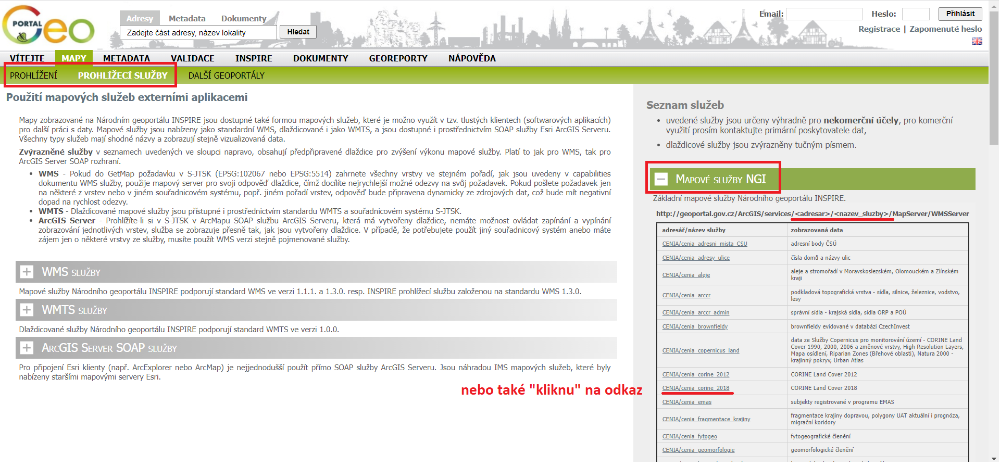 PORTAL
Geo
Adresy Metadata Dokumenty
Zadejte část adresy, název lokality Hledat
Email: Heslo: Přihlásit
Registrace | Zapomenuté heslo
VÍTEJTE MAPY METADATA VALIDACE INSPIRE DOKUMENTY GEOREPORTY NÁPOVĚDA
PROHLÍŽENÍ PROHLÍŽECÍ SLUŽBY DALŠÍ GEOPORTÁLY
Použití mapových služeb externími aplikacemi
Mapy zobrazované na Národním geoportálu INSPIRE jsou dostupné také formou mapových služeb, které je možno využít v tzv. tlustých klientech (softwarových aplikacích)
pro další práci s daty. Mapové služby jsou nabízeny jako standardní WMS, dlaždicované i jako WMTS, a jsou dostupné i prostřednictvím SOAP služby Esri ArcGIS Serveru.
Všechny typy služeb mají shodné názvy a zobrazují stejně vizualizovaná data.
Zvýrazněné služby v seznamech uvedených ve sloupci napravo, obsahují předpřipravené dlaždice pro zvýšení výkonu mapové služby. Platí to jak pro WMS, tak pro
ArcGIS Server SOAP rozhraní.
• WMS - Pokud do GetMap požadavku v S-JTSK (EPSG:102067 nebo EPSG:5514) zahrnete všechny vrstvy ve stejném pořadí, jak jsou uvedeny v capabilities
dokumentu WMS služby, použije mapový server pro svoji odpověď dlaždice, čímž docílíte nejrychlejší možné odezvy na svůj požadavek. Pokud pošlete požadavek jen
na některé z vrstev nebo v jiném souřadnicovém systému, popř. jiném pořadí vrstev, odpověď bude připravena dynamicky ze zdrojových dat, což bude mít negativní
dopad na rychlost odezvy.
• WMTS - Dlaždicované mapové služby jsou přístupné i prostřednictvím standardu WMTS a souřadnicovém systému S-JTSK.
• ArcGIS Server - Prohlížíte-li si v S-JTSK v ArcMapu SOAP službu ArcGIS Serveru, která má vytvořeny dlaždice, nemáte možnost ovládat zapínání a vypínání
zobrazování jednotlivých vrstev, služba se zobrazuje přesně tak, jak jsou vytvořeny dlaždice. V případě, že potřebujete použít jiný souřadnicový systém anebo máte
zájem jen o některé vrstvy ze služby, musíte použít WMS verzi stejně pojmenované služby.
WMS SLUŽBY
Mapové služby Národního geoportálu INSPIRE podporují standard WMS ve verzi 1.1.1. a 1.3.0. resp. INSPIRE prohlížecí službu založenou na standardu WMS 1.3.0.
WMTS SLUŽBY
Dlaždicované služby Národního geoportálu INSPIRE podporují standard WMTS ve verzi 1.0.0.
ARCGIS SERVER SOAP SLUŽBY
Pro připojení Esri klienty (např. ArcExplorer nebo ArcMap) je nejjednodušší použít přímo SOAP služby ArcGIS Serveru. Jsou náhradou IMS mapových služeb, které byly
nabízeny staršími mapovými servery Esri.
nebo také "kliknu" na odkaz
Seznam služeb
• uvedené služby jsou určeny výhradně pro nekomerční účely, pro komerční
využití prosím kontaktujte primární poskytovatele dat,
• dlaždicové služby jsou zvýrazněny tučným písmem.
MAPOVÉ SLUŽBY NGI
Základní mapové služby Národního geoportálu INSPIRE.
http://geoportal.gov.cz/ArcGIS/services/<adresar>/<nazev_sluzby>/MapServer/WMSServer
adresář/název služby zobrazovaná data
CENIA/cenia_adresni_mista_CSU adresní body ČSÚ
CENIA/cenia_adresy_ulice čísla domů a názvy ulic
CENIA/cenia_aleje aleje a stromořadí v Moravskoslezském, Olomouckém a Zlínském
kraji
CENIA/cenia_arccr podkladová topografická vrstva - sídla, silnice, železnice, vodstvo,
lesy
CENIA/cenia_arccr_admin správní sídla - krajská sídla, sídla ORP a POÚ
CENIA/cenia_brownfieldy brownfieldy evidované v databázi CzechInvest
CENIA/cenia_copernicus_land data ze Služby Copernicus pro monitorování území - CORINE Land
Cover 1990, 2000, 2006 a změnové vrstvy, High Resolution Layers,
Mapa osídlení, Riparian Zones (Břehové oblasti), Natura 2000 -
krajinný pokryv, Urban Atlas
CENIA/cenia_corine_2012 CORINE Land Cover 2012
CENIA/cenia_corine_2018 CORINE Land Cover 2018
CENIA/cenia_emas subjekty registrované v programu EMAS
CENIA/cenia_fragmentace_krajiny fragmentace krajiny dopravou, polygony UAT aktuální i prognóza,
migrační koridory
CENIA/cenia_fytogeo fytogeografické členění
CENIA/cenia_geomorfologie geomorfologické členění